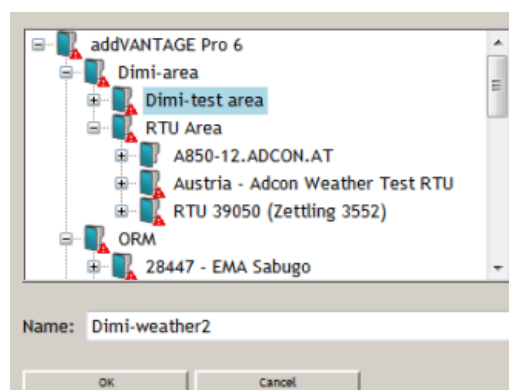 addVANTAGE Pro 6
Dimi-area
Dimi-test area
RTU Area
A850-12.ADCON.AT
Austria - Adcon Weather Test RTU
RTU 39050 (Zettling 3552)
ORM
28447 - EMA Sabugo
Name: Dimi-weather2
OK Cancel